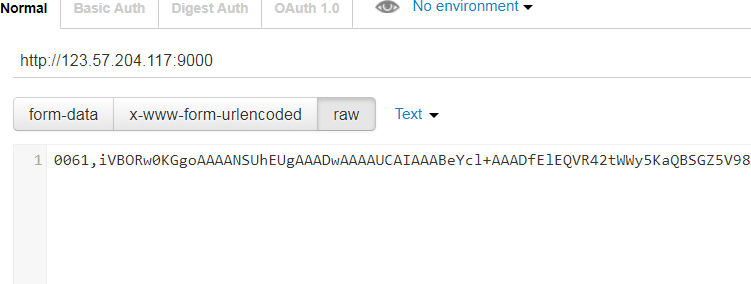 Normal Basic Auth Digest Auth OAuth 1.0 No environment
http://123.57.204.117:9000
form-data x-www-form-urlencoded raw Text
1 0061,iVBORw0KGgoAAAANSUhEUgAAADwAAAAUCAIAAABeYcl+AAADfElEQVR42tWWy5KaQBSGGZ5V98